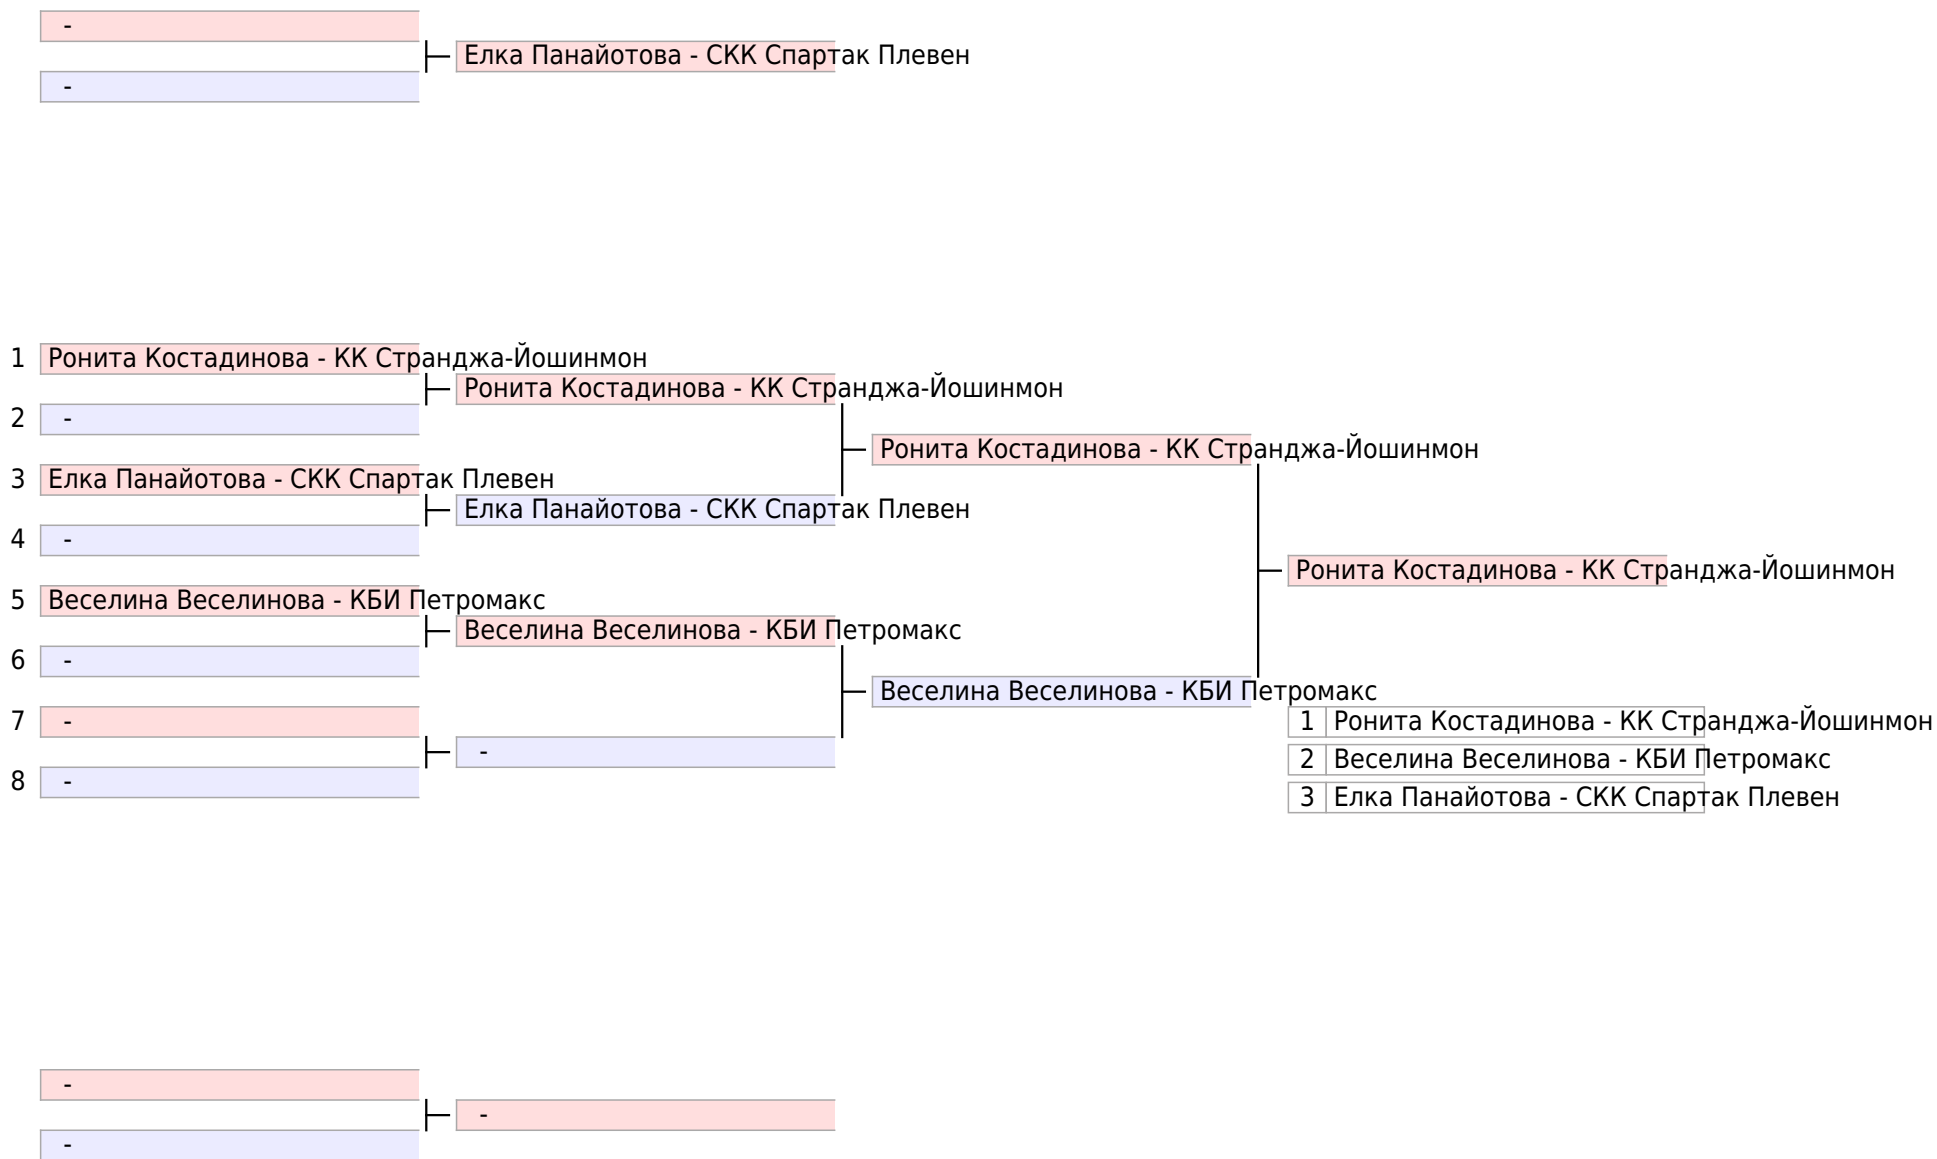 -
Елка Панайотова - СКК Спартак Плевен
-
1 Ронита Костадинова - КК Странджа-Йошинмон
Ронита Костадинова - КК Странджа-Йошинмон
2 -
Ронита Костадинова - КК Странджа-Йошинмон
3 Елка Панайотова - СКК Спартак Плевен
Елка Панайотова - СКК Спартак Плевен
4 -
Ронита Костадинова - КК Странджа-Йошинмон
5 Веселина Веселинова - КБИ Петромакс
Веселина Веселинова - КБИ Петромакс
6 -
Веселина Веселинова - КБИ Петромакс
7 -
1 Ронита Костадинова - КК Странджа-Йошинмон
-
2 Веселина Веселинова - КБИ Петромакс
8 -
3 Елка Панайотова - СКК Спартак Плевен
-
-
-